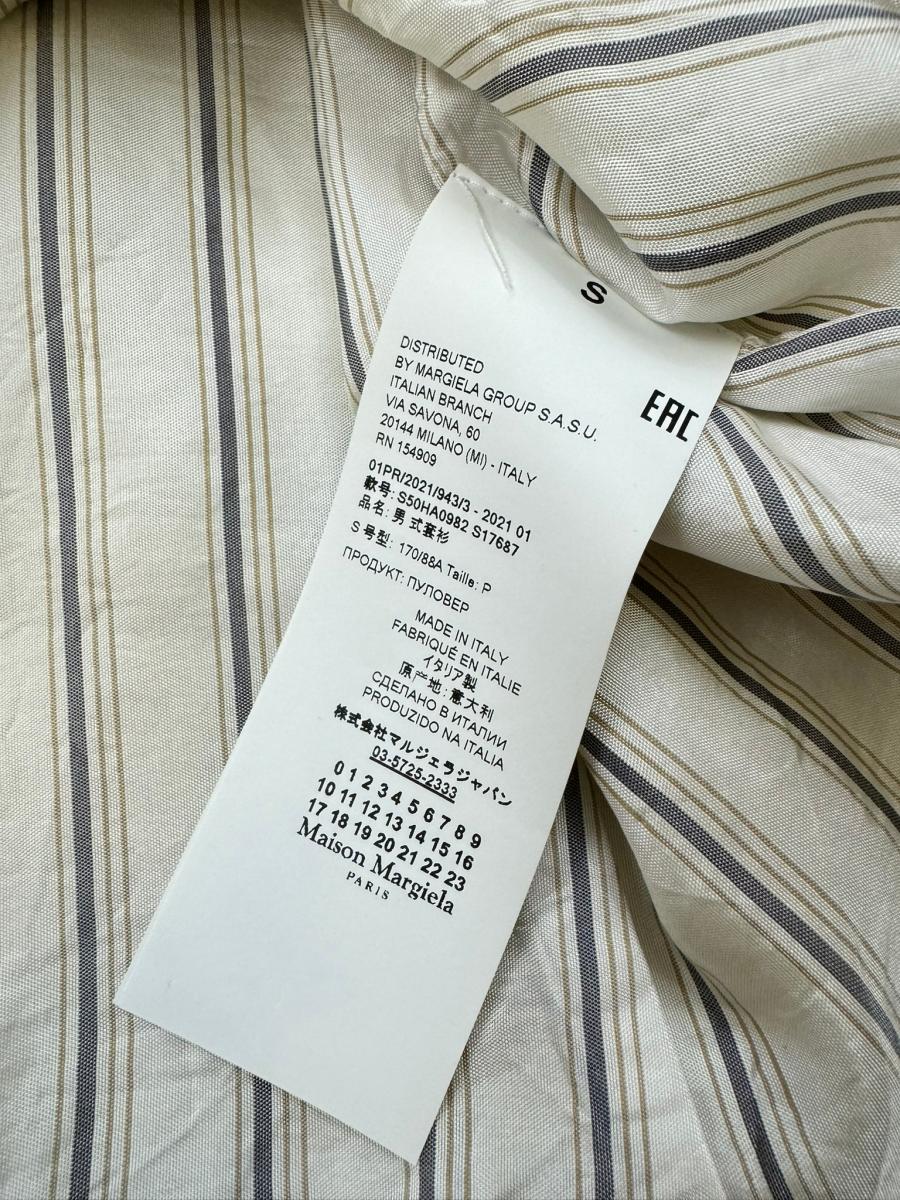 S
EAC
DISTRIBUTED
BY MARGIELA GROUP S.A.S.U.
ITALIAN BRANCH
VIA SAVONA, 60
20144 MILANO (MI) - ITALY
RN 154909
01PR/2021/943/3 - 2021 01
款号: S50HA0982 S17687
品名: 男式套衫
S 号型: 170/88A Taille: P
ПРОДУКТ: ПУЛОВЕР
MADE IN ITALY
FABRIQUÉ EN ITALIE
イタリア製
原产地: 意大利
СДЕЛАНО В ИТАЛИИ
PRODUZIDO NA ITALIA
株式会社マルジェラジャパン
03-5725-2333
0 1 2 3 4 5 6 7 8 9
10 11 12 13 14 15 16
17 18 19 20 21 22 23
Maison Margiela
PARIS